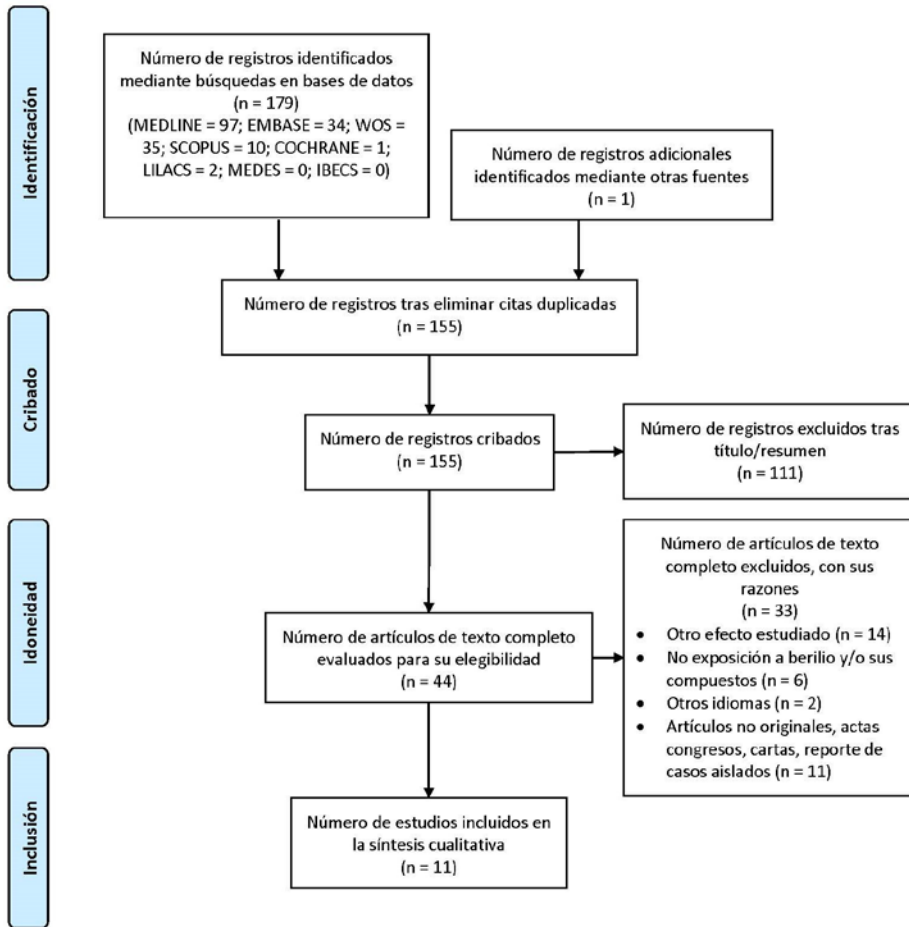 Identificación
Número de registros identificados
mediante búsquedas en bases de datos
(n = 179)
(MEDLINE = 97; EMBASE = 34; WOS =
35; SCOPUS = 10; COCHRANE = 1;
LILACS = 2; MEDES = 0; IBECS = 0)
Número de registros adicionales
identificados mediante otras fuentes
(n = 1)
Número de registros tras eliminar citas duplicadas
(n = 155)
Cribado
Número de registros cribados
(n = 155)
Número de registros excluidos tras
título/resumen
(n = 111)
Idoneidad
Número de artículos de texto completo
evaluados para su elegibilidad
(n = 44)
Número de artículos de texto
completo excluidos, con sus
razones
(n = 33)
• Otro efecto estudiado (n = 14)
• No exposición a berilio y/o sus
compuestos (n = 6)
• Otros idiomas (n = 2)
• Artículos no originales, actas
congresos, cartas, reporte de
casos aislados (n = 11)
Inclusión
Número de estudios incluidos en
la síntesis cualitativa
(n = 11)